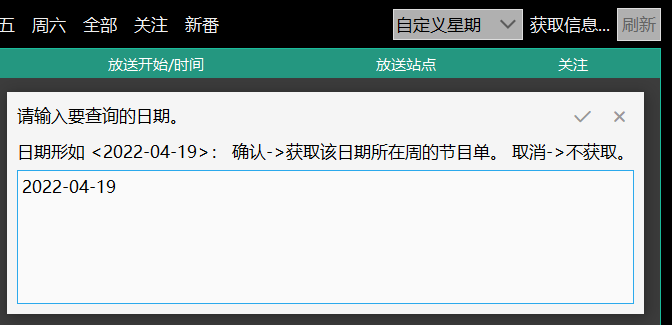 五 周六 全部 关注 新番 自定义星期 获取信息... 刷新
放送开始/时间 放送站点 关注
请输入要查询的日期。
日期形如 <2022-04-19>： 确认->获取该日期所在周的节目单。 取消->不获取。
2022-04-19